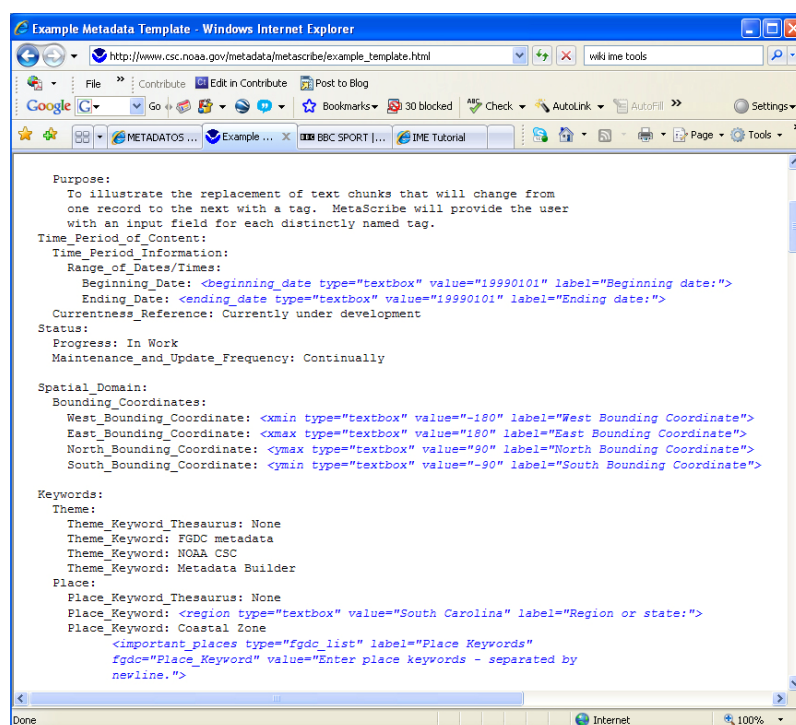 Example Metadata Template - Windows Internet Explorer
http://www.csc.noaa.gov/metadata/metascribe/example_template.html wiki ime tools
File » Contribute Edit in Contribute Post to Blog
Google G Go Bookmarks 30 blocked ABC Check AutoLink AutoFill » Settings
METADATOS ... Example ... X BBC SPORT |... IME Tutorial Page Tools »
Purpose:
To illustrate the replacement of text chunks that will change from
one record to the next with a tag. MetaScribe will provide the user
with an input field for each distinctly named tag.
Time_Period_of_Content:
Time_Period_Information:
Range_of_Dates/Times:
Beginning_Date: <beginning_date type="textbox" value="19990101" label="Beginning date:">
Ending_Date: <ending_date type="textbox" value="19990101" label="Ending date:">
Currentness_Reference: Currently under development
Status:
Progress: In Work
Maintenance_and_Update_Frequency: Continually
Spatial_Domain:
Bounding_Coordinates:
West_Bounding_Coordinate: <xmin type="textbox" value="-180" label="West Bounding Coordinate">
East_Bounding_Coordinate: <xmax type="textbox" value="180" label="East Bounding Coordinate">
North_Bounding_Coordinate: <ymax type="textbox" value="90" label="North Bounding Coordinate">
South_Bounding_Coordinate: <ymin type="textbox" value="-90" label="South Bounding Coordinate">
Keywords:
Theme:
Theme_Keyword_Thesaurus: None
Theme_Keyword: FGDC metadata
Theme_Keyword: NOAA CSC
Theme_Keyword: Metadata Builder
Place:
Place_Keyword_Thesaurus: None
Place_Keyword: <region type="textbox" value="South Carolina" label="Region or state:">
Place_Keyword: Coastal Zone
<important_places type="fgdc_list" label="Place Keywords"
fgdc="Place_Keyword" value="Enter place keywords - separated by
newline.">
Done Internet 100%